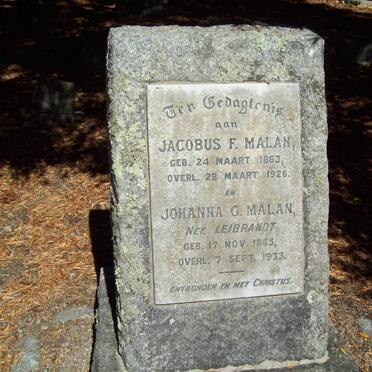 Ter Gedagtenis
aan
JACOBUS F. MALAN,
GEB. 24 MAART 1863,
OVERL. 28 MAART 1926.
EN
JOHANNA G. MALAN,
NEE LEIBRANDT
GEB. 17 NOV. 1865,
OVERL. 7 SEPT. 1933.
ONTBONDEN EN MET CHRISTUS.